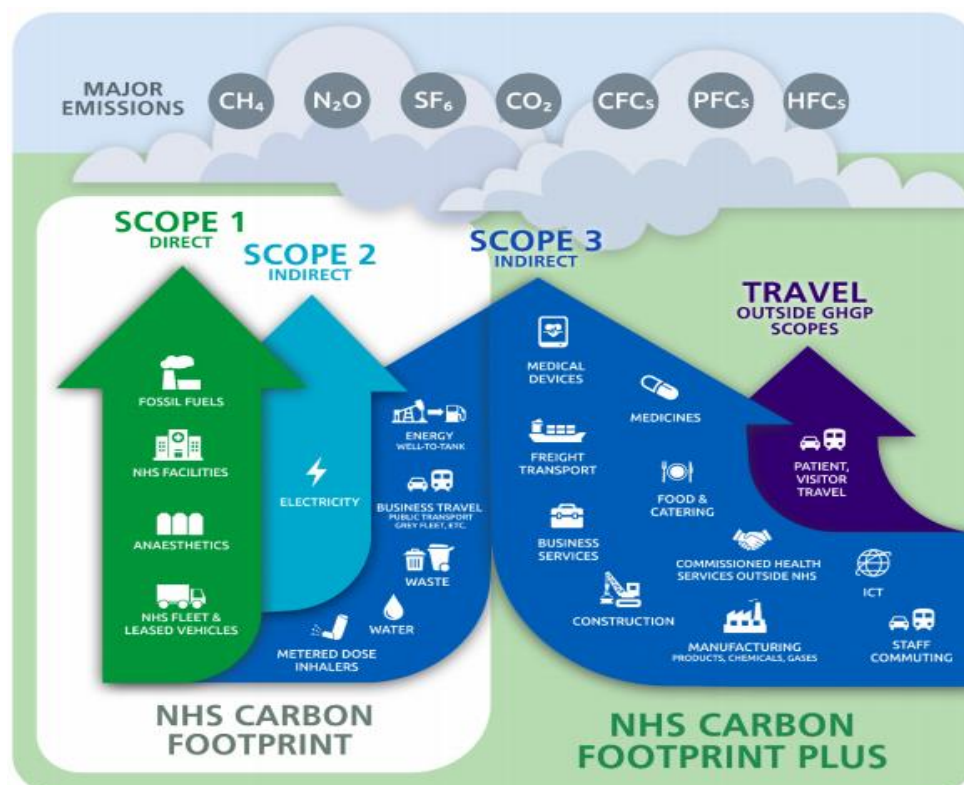 MAJOR
EMISSIONS
CH₄
N₂O
SF₆
CO₂
CFCs
PFCs
HFCs
SCOPE 1
DIRECT
SCOPE 2
INDIRECT
SCOPE 3
INDIRECT
TRAVEL
OUTSIDE GHGP
SCOPES
FOSSIL FUELS
NHS FACILITIES
ANAESTHETICS
NHS FLEET &
LEASED VEHICLES
ELECTRICITY
ENERGY
WELL-TO-TANK
BUSINESS TRAVEL
PUBLIC TRANSPORT
GREY FLEET, ETC.
WASTE
WATER
METERED DOSE
INHALERS
MEDICAL
DEVICES
MEDICINES
FREIGHT
TRANSPORT
FOOD &
CATERING
BUSINESS
SERVICES
COMMISSIONED HEALTH
SERVICES OUTSIDE NHS
CONSTRUCTION
MANUFACTURING
PRODUCTS, CHEMICALS, GASES
ICT
STAFF
COMMUTING
PATIENT,
VISITOR
TRAVEL
NHS CARBON
FOOTPRINT
NHS CARBON
FOOTPRINT PLUS